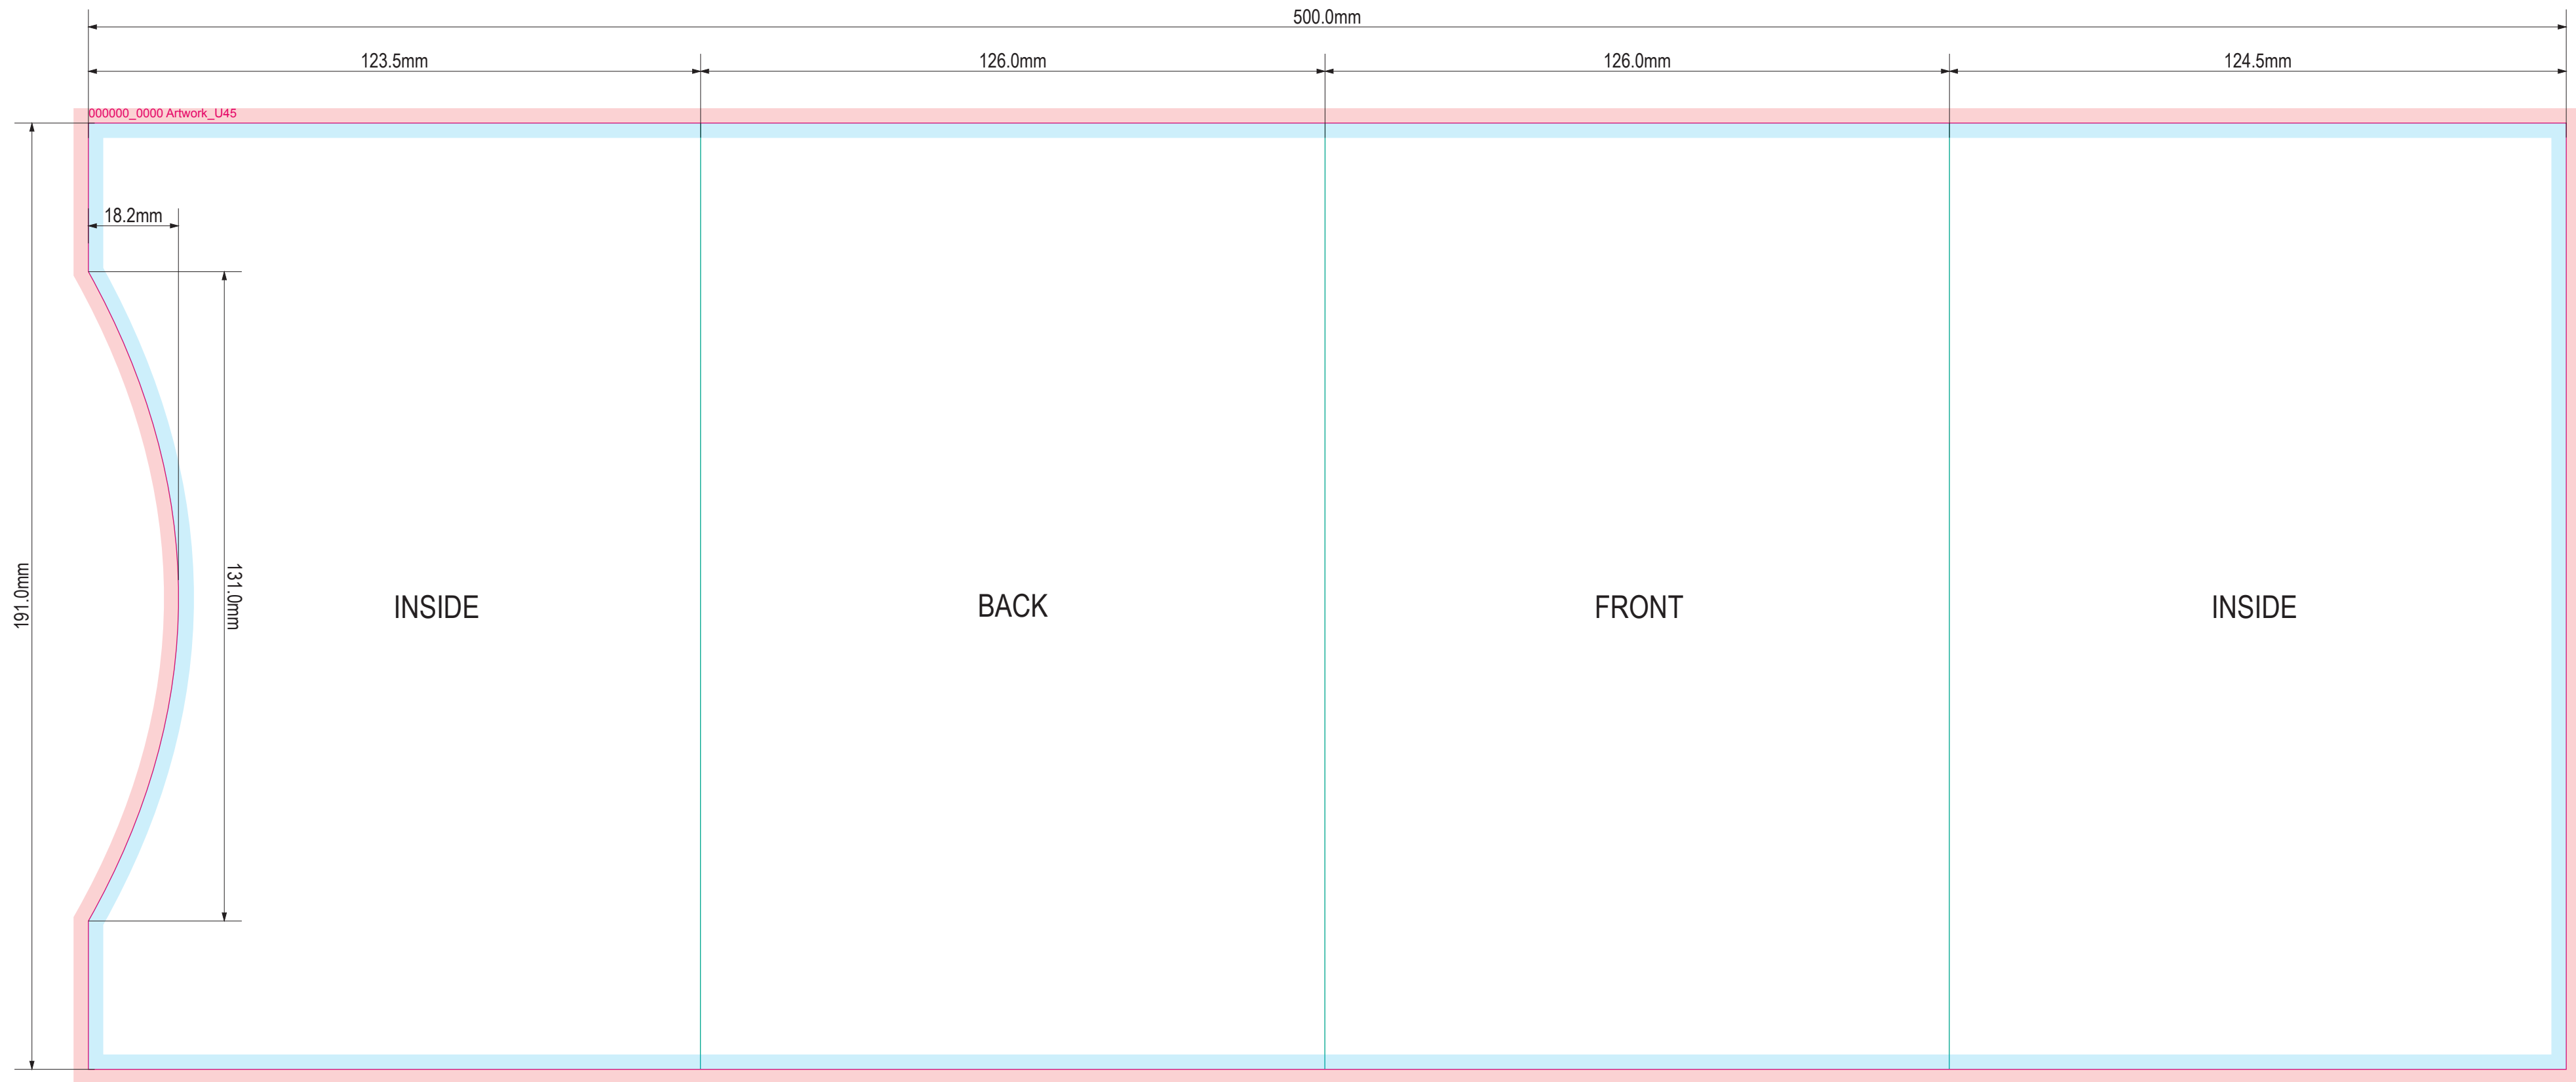 500.0mm
123.5mm
126.0mm
126.0mm
124.5mm
000000_0000 Artwork_U45
18.2mm
191.0mm
131.0mm
INSIDE
BACK
FRONT
INSIDE